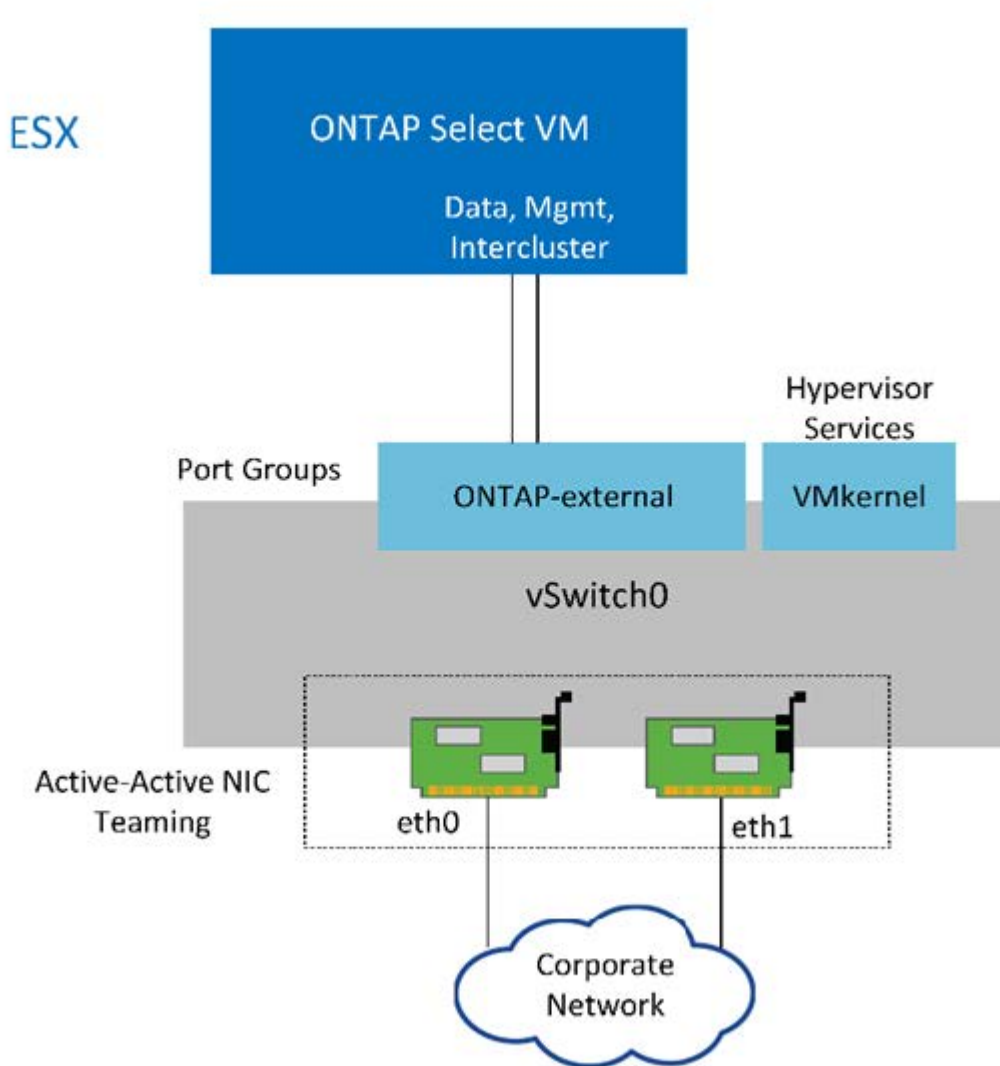 ESX
ONTAP Select VM
Data, Mgmt,
Intercluster
Hypervisor
Services
Port Groups
ONTAP-external
VMkernel
vSwitch0
Active-Active NIC
Teaming
eth0
eth1
Corporate
Network